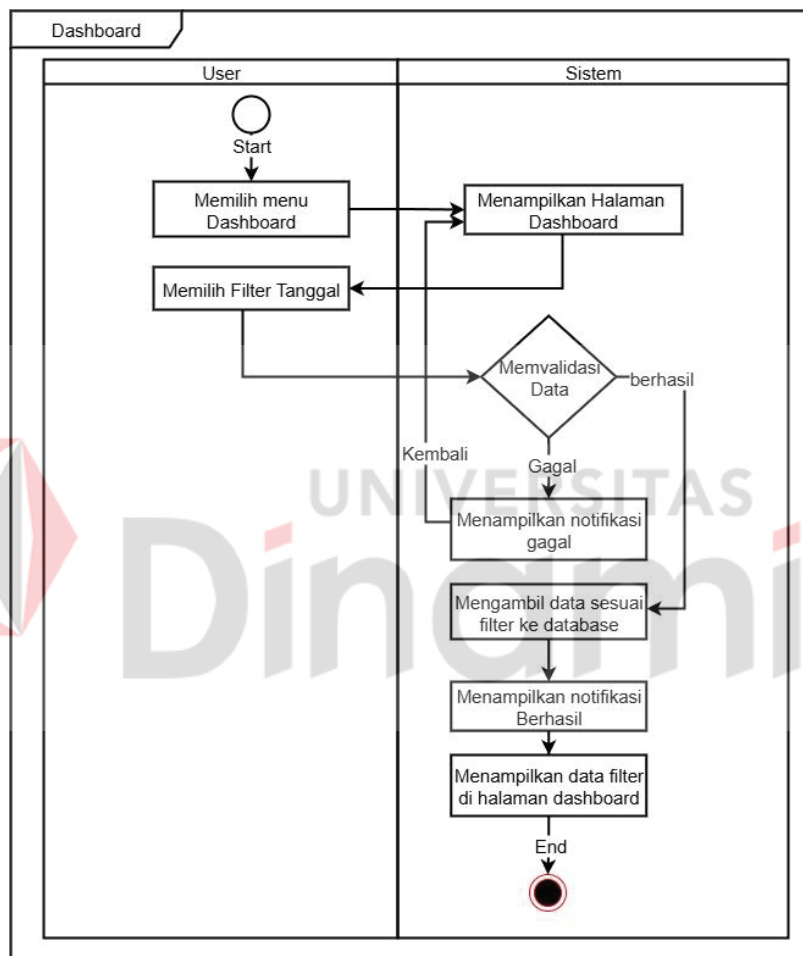 Dashboard
User
Sistem
Start
Memilih menu
Dashboard
Menampilkan Halaman
Dashboard
Memilih Filter Tanggal
Memvalidasi
Data
berhasil
Kembali
Gagal
UNIVERSITAS
Dinami
Menampilkan notifikasi
gagal
Mengambil data sesuai
filter ke database
Menampilkan notifikasi
Berhasil
Menampilkan data filter
di halaman dashboard
End